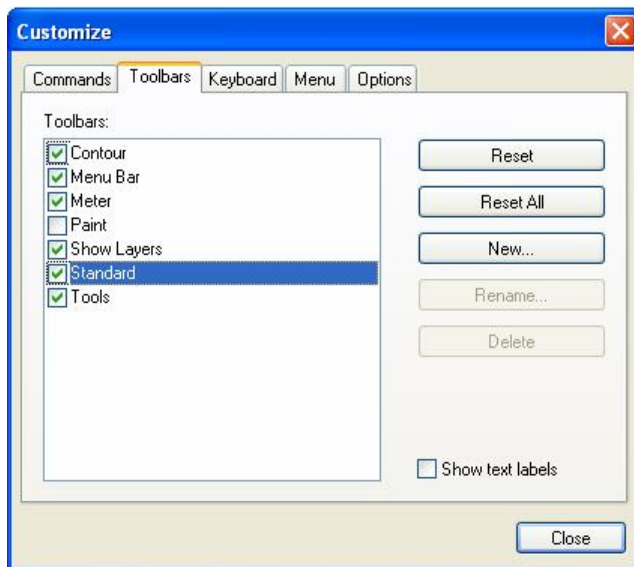 Customize
Commands Toolbars Keyboard Menu Options
Toolbars:
Contour
Menu Bar
Meter
Paint
Show Layers
Standard
Tools
Reset
Reset All
New...
Rename...
Delete
Show text labels
Close